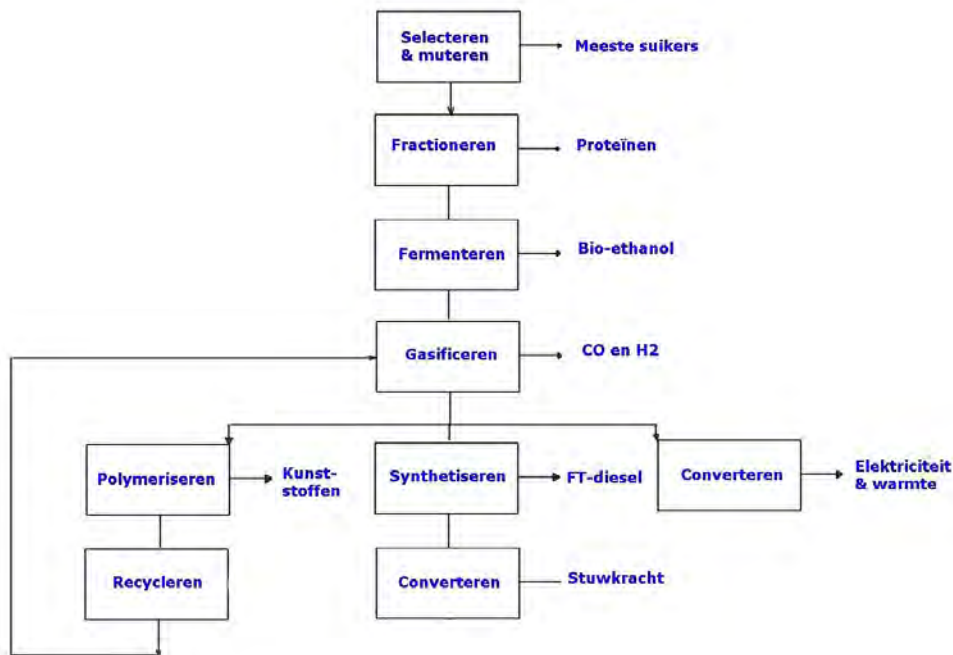 Selecteren
& muteren
Meeste suikers
Fractioneren
Proteïnen
Fermenteren
Bio-ethanol
Gasificeren
CO en H2
Polymeriseren
Kunst-
stoffen
Synthetiseren
FT-diesel
Converteren
Elektriciteit
& warmte
Recycleren
Converteren
Stuwkracht